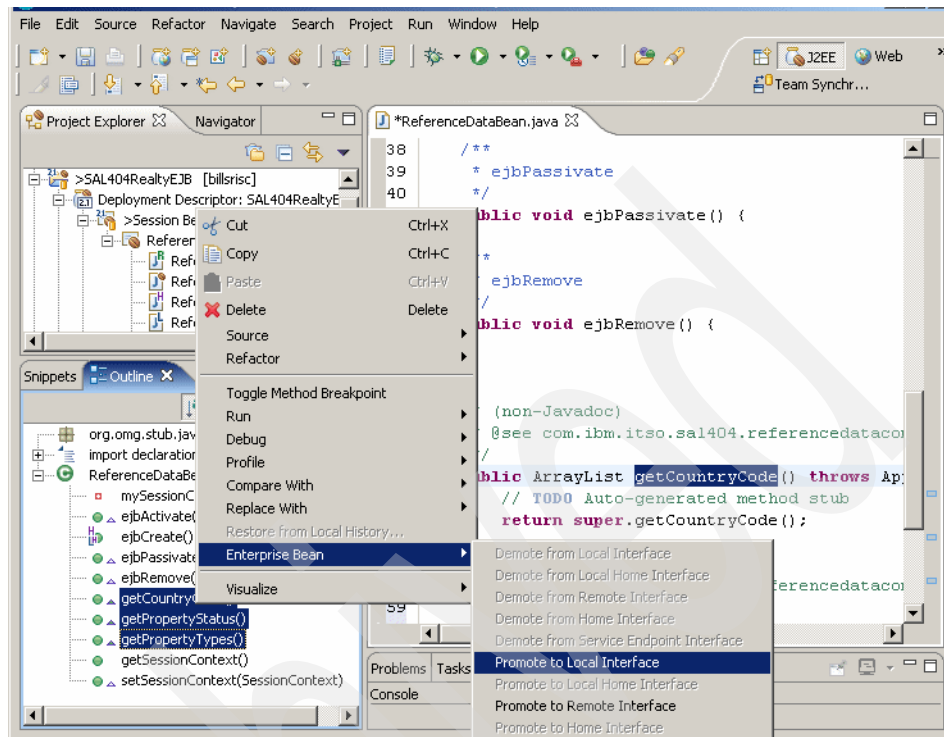 File Edit Source Refactor Navigate Search Project Run Window Help
J2EE Web »
Team Synchr...
Project Explorer Navigator
>SAL404RealtyEJB [billsrisc]
Deployment Descriptor: SAL404RealtyE
>Session Be
Referen
Refe
Refe
Refe
Refe
*ReferenceDataBean.java
38 /**
39 * ejbPassivate
40 */
blic void ejbPassivate() {
*
ejbRemove
/
blic void ejbRemove() {
(non-Javadoc)
@see com.ibm.itso.sal404.referencedatacon
/
blic ArrayList getCountryCode() throws Ap
// TODO Auto-generated method stub
return super.getCountryCode();
erencedatacon
59
Cut Ctrl+X
Copy Ctrl+C
Paste Ctrl+V
Delete Delete
Source
Refactor
Toggle Method Breakpoint
Run
Debug
Profile
Compare With
Replace With
Restore from Local History...
Enterprise Bean
Visualize
Demote from Local Interface
Demote from Local Home Interface
Demote from Remote Interface
Demote from Home Interface
Demote from Service Endpoint Interface
Promote to Local Interface
Promote to Local Home Interface
Promote to Remote Interface
Promote to Home Interface
Snippets Outline
org.omg.stub.jav
import declaration
ReferenceDataBe
mySessionC
ejbActivate(
ejbCreate()
ejbPassivate
ejbRemove(
getCountry
getPropertyStatus()
getPropertyTypes()
getSessionContext()
setSessionContext(SessionContext)
Problems Tasks
Console